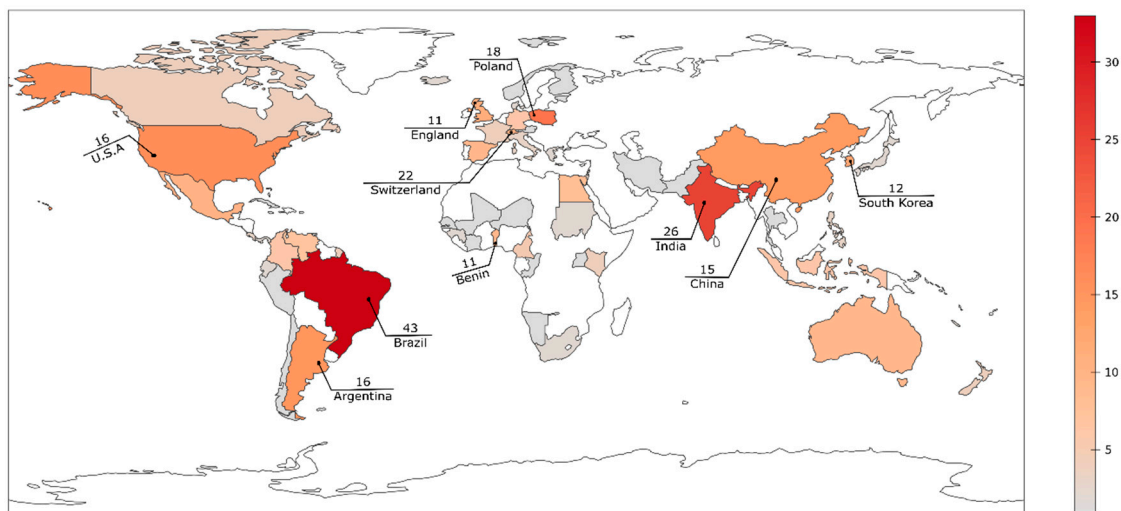 18
Poland
11
England
16
U.S.A
22
Switzerland
12
South Korea
26
India
11
Benin
15
China
43
Brazil
16
Argentina
30
25
20
15
10
5